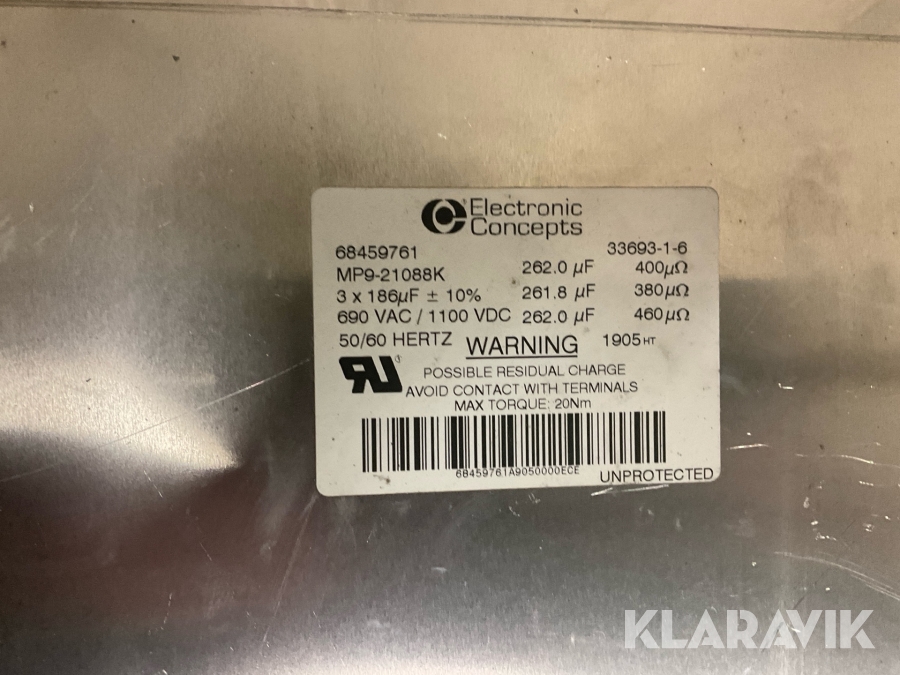 Electronic
Concepts
68459761 33693-1-6
MP9-21088K 262.0 µF 400µΩ
3 x 186µF ± 10% 261.8 µF 380µΩ
690 VAC / 1100 VDC 262.0 µF 460µΩ
50/60 HERTZ WARNING 1905 HT
POSSIBLE RESIDUAL CHARGE
AVOID CONTACT WITH TERMINALS
MAX TORQUE: 20Nm
68459761A9050000ECE
UNPROTECTED
KLARAVIK